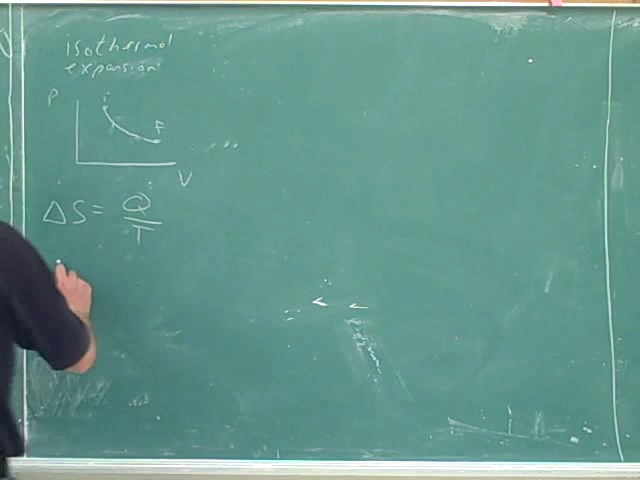 isothermal
expansion
P
i
f
V
ΔS = Q
T